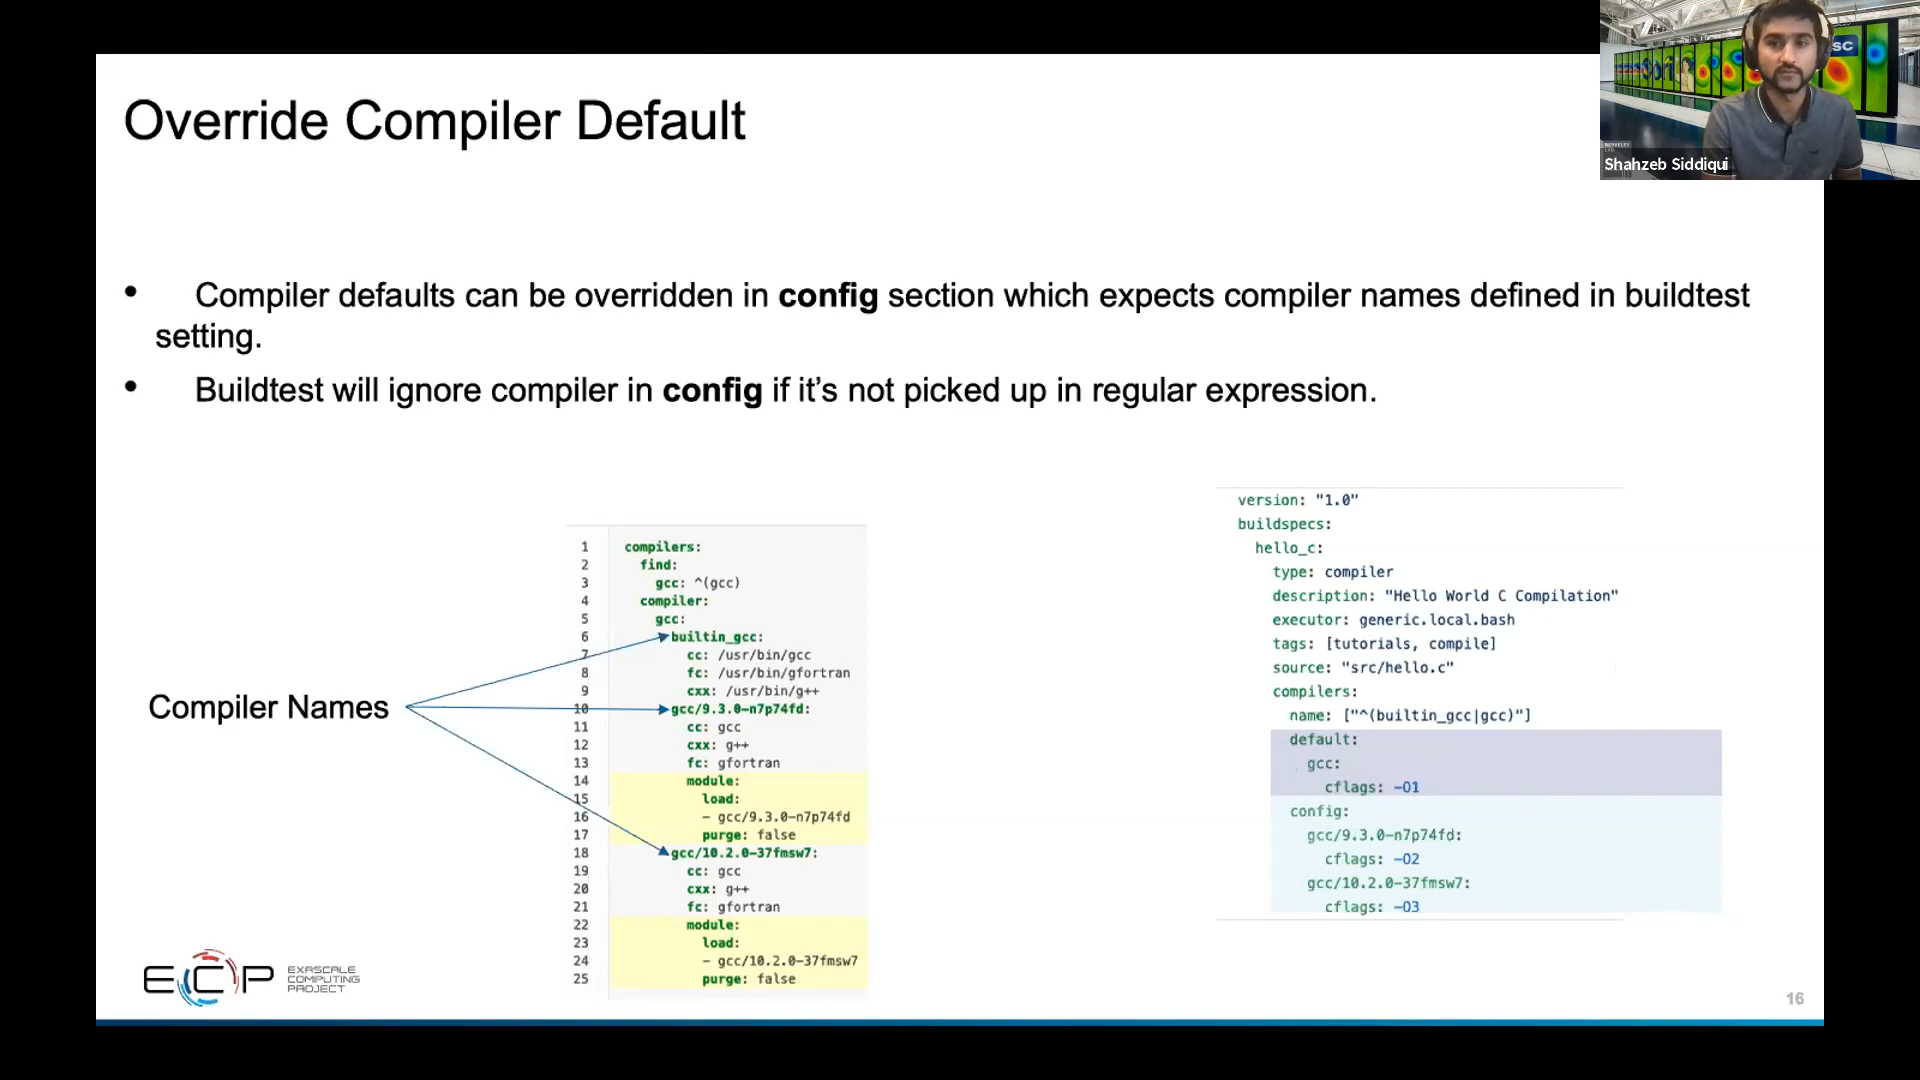 Override Compiler Default
SC
BERKELEY
LAB
Shahzeb Siddiqui
• Compiler defaults can be overridden in config section which expects compiler names defined in buildtest
setting.
• Buildtest will ignore compiler in config if it’s not picked up in regular expression.
Compiler Names
1 compilers:
2 find:
3 gcc: ^(gcc)
4 compiler:
5 gcc:
6 builtin_gcc:
7 cc: /usr/bin/gcc
8 fc: /usr/bin/gfortran
9 cxx: /usr/bin/g++
10 gcc/9.3.0-n7p74fd:
11 cc: gcc
12 cxx: g++
13 fc: gfortran
14 module:
15 load:
16 - gcc/9.3.0-n7p74fd
17 purge: false
18 gcc/10.2.0-37fmsw7:
19 cc: gcc
20 cxx: g++
21 fc: gfortran
22 module:
23 load:
24 - gcc/10.2.0-37fmsw7
25 purge: false
version: "1.0"
buildspecs:
hello_c:
type: compiler
description: "Hello World C Compilation"
executor: generic.local.bash
tags: [tutorials, compile]
source: "src/hello.c"
compilers:
name: ["^(builtin_gcc|gcc)"]
default:
gcc:
cflags: -O1
config:
gcc/9.3.0-n7p74fd:
cflags: -O2
gcc/10.2.0-37fmsw7:
cflags: -O3
ECP
EXASCALE
COMPUTING
PROJECT
16